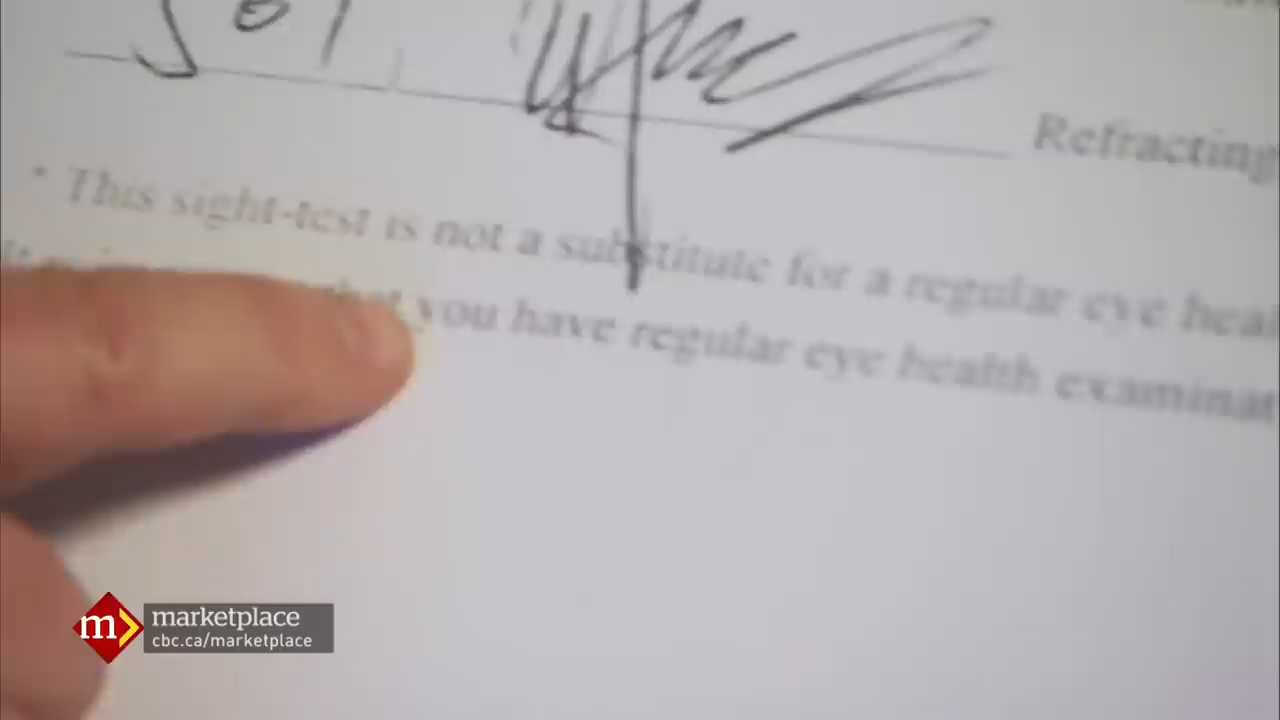 Refracting
• This sight-test is not a substitute for a regular eye heal
that you have regular eye health examinat
m
marketplace
cbc.ca/marketplace